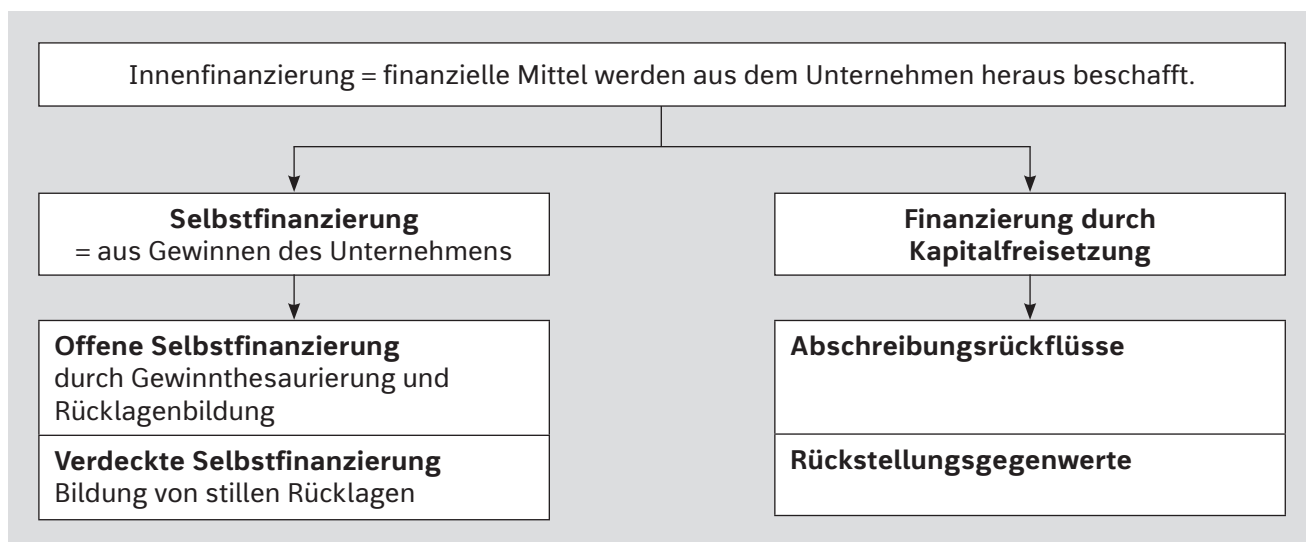 Innenfinanzierung = finanzielle Mittel werden aus dem Unternehmen heraus beschafft.
Selbstfinanzierung
= aus Gewinnen des Unternehmens
Finanzierung durch
Kapitalfreisetzung
Offene Selbstfinanzierung
durch Gewinnthesaurierung und
Rücklagenbildung
Verdeckte Selbstfinanzierung
Bildung von stillen Rücklagen
Abschreibungsrückflüsse
Rückstellungsgegenwerte